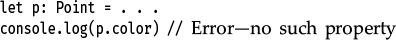 let p: Point = . . .
console.log(p.color) // Error—no such property